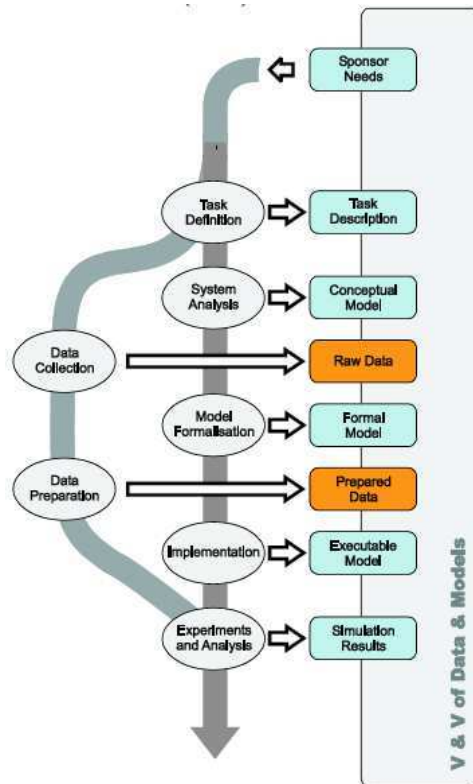 Sponsor
Needs
Task
Definition
Task
Description
System
Analysis
Conceptual
Model
Data
Collection
Raw Data
Model
Formalisation
Formal
Model
Data
Preparation
Prepared
Data
Implementation
Executable
Model
Experiments
and Analysis
Simulation
Results
V & V of Data & Models